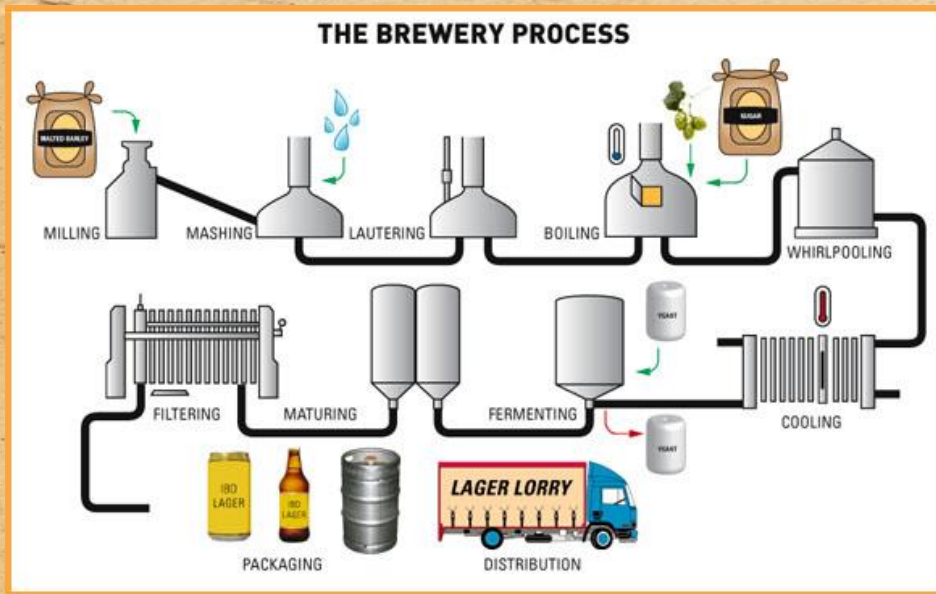 THE BREWERY PROCESS
MALTED BARLEY
SUGAR
MILLING
MASHING
LAUTERING
BOILING
WHIRLPOOLING
YEAST
FILTERING
MATURING
FERMENTING
COOLING
YEAST
IBD
LAGER
IBD
LAGER
LAGER LORRY
PACKAGING
DISTRIBUTION